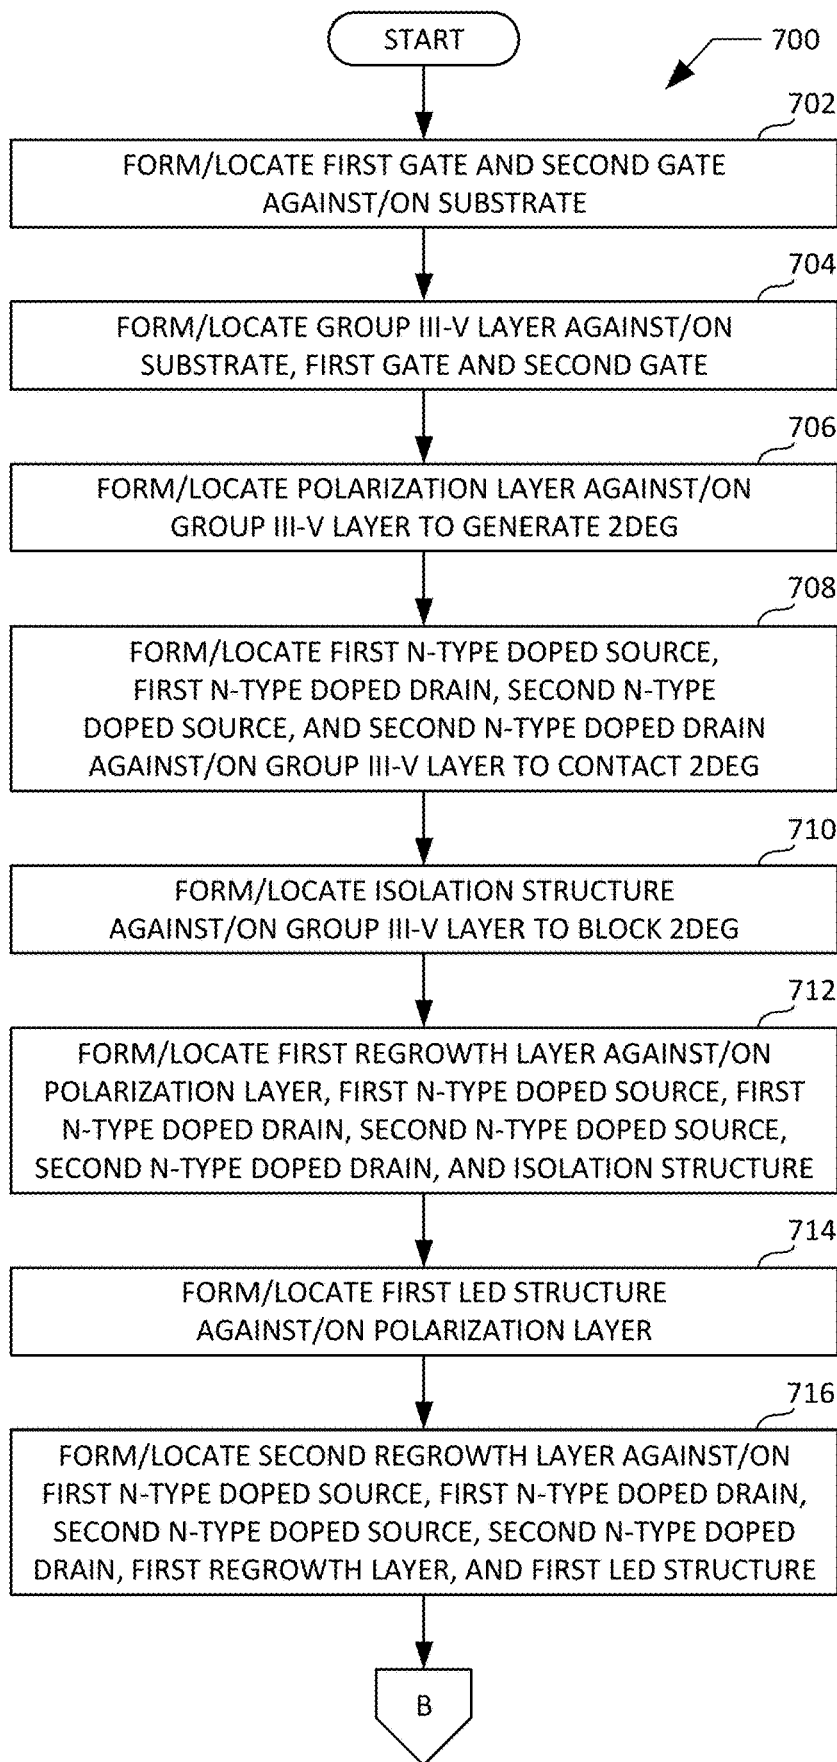 START
700
702
FORM/LOCATE FIRST GATE AND SECOND GATE
AGAINST/ON SUBSTRATE
704
FORM/LOCATE GROUP III-V LAYER AGAINST/ON
SUBSTRATE, FIRST GATE AND SECOND GATE
706
FORM/LOCATE POLARIZATION LAYER AGAINST/ON
GROUP III-V LAYER TO GENERATE 2DEG
708
FORM/LOCATE FIRST N-TYPE DOPED SOURCE,
FIRST N-TYPE DOPED DRAIN, SECOND N-TYPE
DOPED SOURCE, AND SECOND N-TYPE DOPED DRAIN
AGAINST/ON GROUP III-V LAYER TO CONTACT 2DEG
710
FORM/LOCATE ISOLATION STRUCTURE
AGAINST/ON GROUP III-V LAYER TO BLOCK 2DEG
712
FORM/LOCATE FIRST REGROWTH LAYER AGAINST/ON
POLARIZATION LAYER, FIRST N-TYPE DOPED SOURCE, FIRST
N-TYPE DOPED DRAIN, SECOND N-TYPE DOPED SOURCE,
SECOND N-TYPE DOPED DRAIN, AND ISOLATION STRUCTURE
714
FORM/LOCATE FIRST LED STRUCTURE
AGAINST/ON POLARIZATION LAYER
716
FORM/LOCATE SECOND REGROWTH LAYER AGAINST/ON
FIRST N-TYPE DOPED SOURCE, FIRST N-TYPE DOPED DRAIN,
SECOND N-TYPE DOPED SOURCE, SECOND N-TYPE DOPED
DRAIN, FIRST REGROWTH LAYER, AND FIRST LED STRUCTURE
B